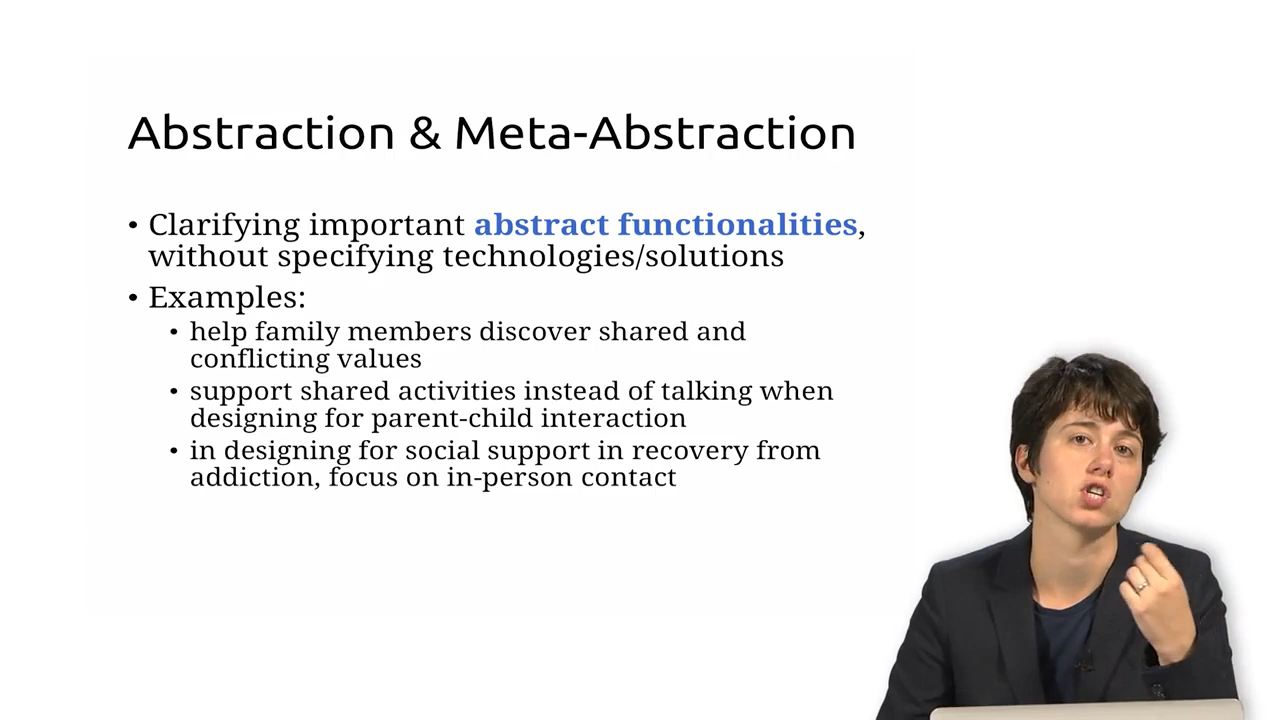 Abstraction & Meta-Abstraction
• Clarifying important abstract functionalities,
without specifying technologies/solutions
• Examples:
• help family members discover shared and
conflicting values
• support shared activities instead of talking when
designing for parent-child interaction
• in designing for social support in recovery from
addiction, focus on in-person contact